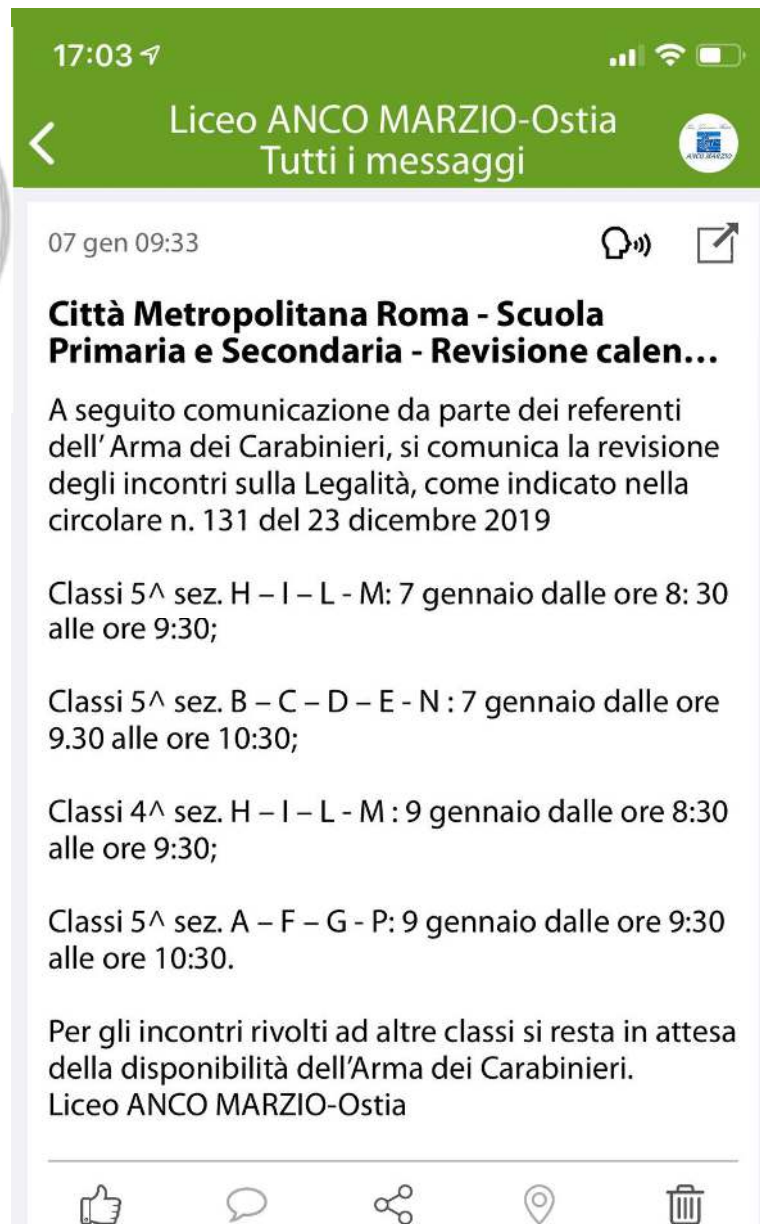 17:03
Liceo ANCO MARZIO-Ostia
Tutti i messaggi
ANCO MARZIO
07 gen 09:33
Città Metropolitana Roma - Scuola
Primaria e Secondaria - Revisione calen...
A seguito comunicazione da parte dei referenti
dell’ Arma dei Carabinieri, si comunica la revisione
degli incontri sulla Legalità, come indicato nella
circolare n. 131 del 23 dicembre 2019
Classi 5^ sez. H – I – L - M: 7 gennaio dalle ore 8: 30
alle ore 9:30;
Classi 5^ sez. B – C – D – E - N : 7 gennaio dalle ore
9.30 alle ore 10:30;
Classi 4^ sez. H – I – L - M : 9 gennaio dalle ore 8:30
alle ore 9:30;
Classi 5^ sez. A – F – G - P: 9 gennaio dalle ore 9:30
alle ore 10:30.
Per gli incontri rivolti ad altre classi si resta in attesa
della disponibilità dell’Arma dei Carabinieri.
Liceo ANCO MARZIO-Ostia